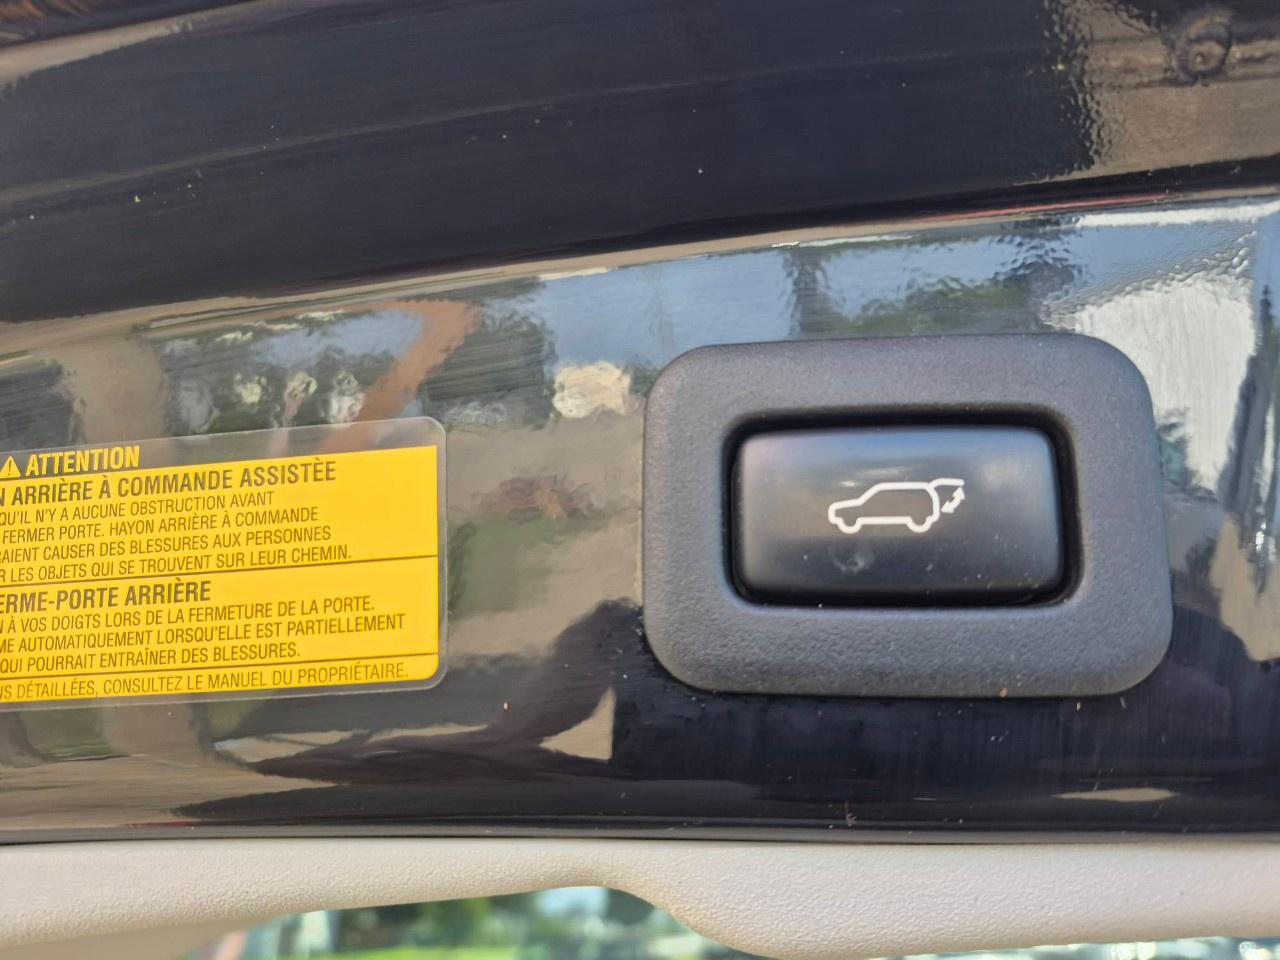 ATTENTION
N ARRIÈRE À COMMANDE ASSISTÈE
QU'IL N'Y A AUCUNE OBSTRUCTION AVANT
FERMER PORTE. HAYON ARRIÈRE À COMMANDE
RAIENT CAUSER DES BLESSURES AUX PERSONNES
R LES OBJETS QUI SE TROUVENT SUR LEUR CHEMIN.
ERME-PORTE ARRIÈRE
N À VOS DOIGTS LORS DE LA FERMETURE DE LA PORTE.
ME AUTOMATIQUEMENT LORSQU'ELLE EST PARTIELLEMENT
QUI POURRAIT ENTRAÎNER DES BLESSURES.
NS DÉTAILLÉES, CONSULTEZ LE MANUEL DU PROPRIÉTAIRE.